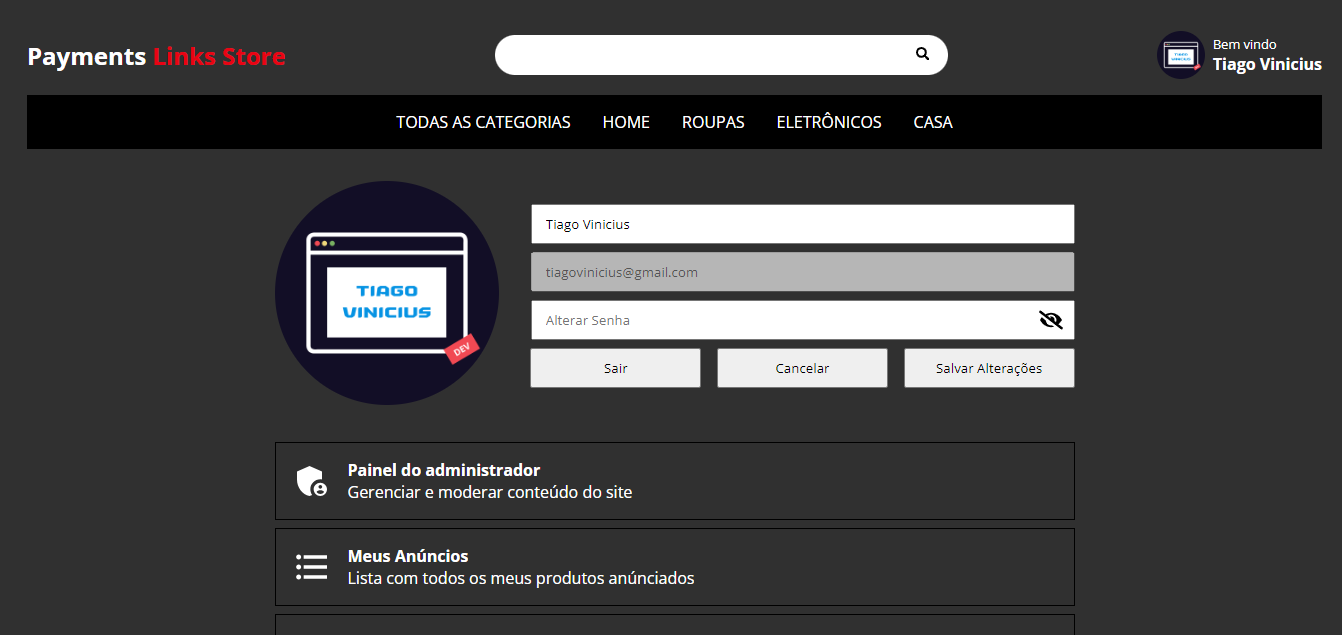 Payments Links Store
Bem vindo
Tiago Vinicius
TODAS AS CATEGORIAS HOME ROUPAS ELETRÔNICOS CASA
TIAGO
VINICIUS
DEV
Tiago Vinicius
tiagovinicius@gmail.com
Alterar Senha
Sair Cancelar Salvar Alterações
Painel do administrador
Gerenciar e moderar conteúdo do site
Meus Anúncios
Lista com todos os meus produtos anúnciados